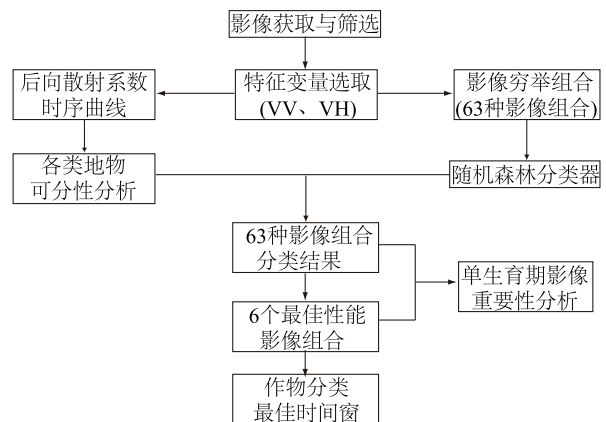 影像获取与筛选
后向散射系数
时序曲线
特征变量选取
(VV、VH)
影像穷举组合
(63种影像组合)
各类地物
可分性分析
随机森林分类器
63种影像组合
分类结果
单生育期影像
重要性分析
6个最佳性能
影像组合
作物分类
最佳时间窗